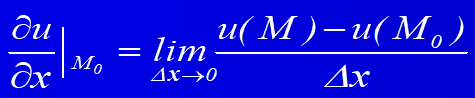 ∂u/∂x|M₀ = lim Δx→0 u(M)−u(M₀)/Δx